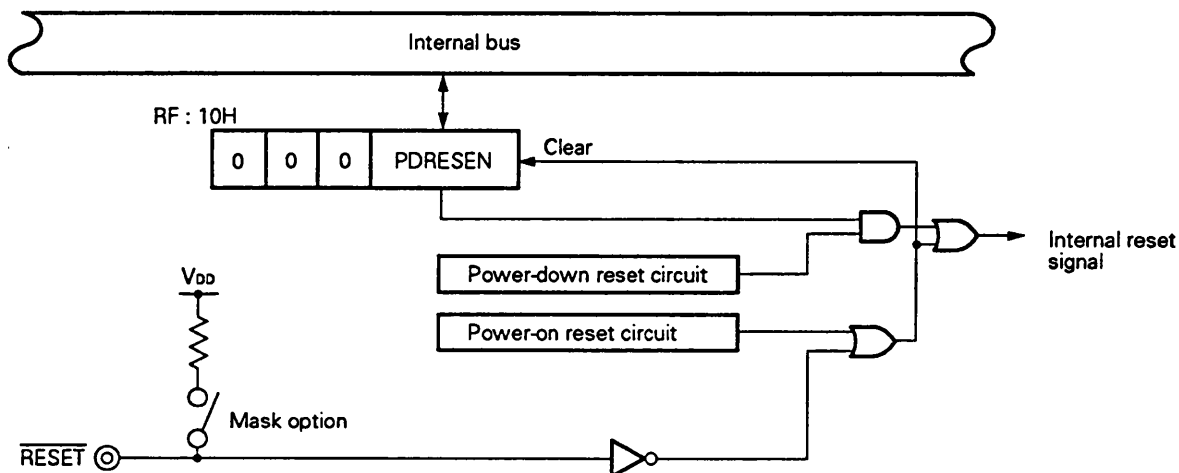 Internal bus
RF : 10H
0 0 0 PDRESEN
Clear
Internal reset
signal
Power-down reset circuit
VDD
Power-on reset circuit
Mask option
RESET